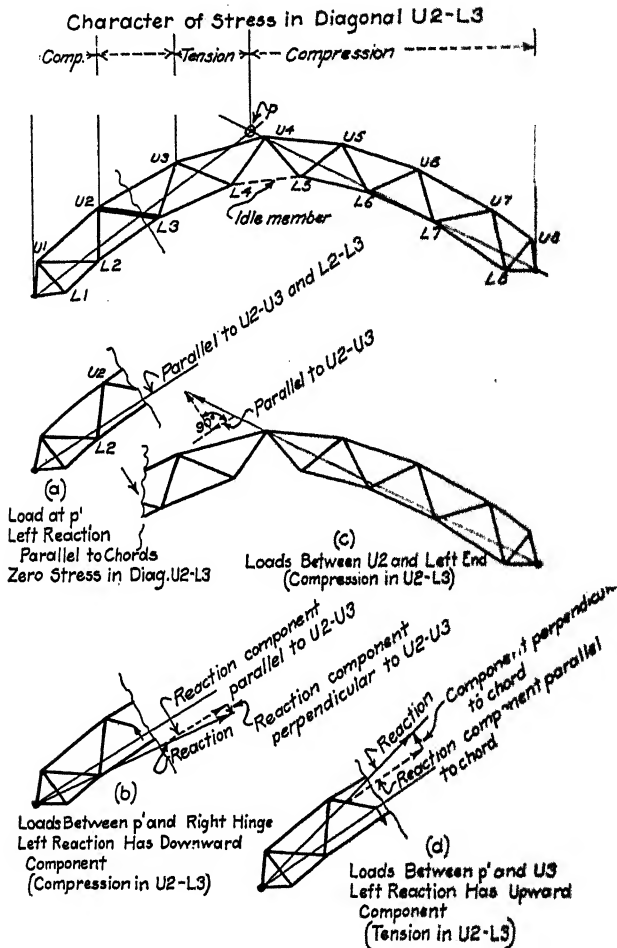 Character of Stress in Diagonal U2-L3
Comp. Tension Compression
p
U4
U5
U3
U6
U2
L4
L5
U7
L3
Idle member
L6
U1
L7
U8
L2
L1
L8
Parallel to U2-U3 and L2-L3
Parallel to U2-U3
90°
U2
L2
(a)
Load at p'
Left Reaction
Parallel to Chords
Zero Stress in Diag. U2-L3
(c)
Loads Between U2 and Left End
(Compression in U2-L3)
Reaction component
parallel to U2-U3
Reaction component
perpendicular to U2-U3
Reaction
(b)
Loads Between p' and Right Hinge
Left Reaction Has Downward
Component
(Compression in U2-L3)
Reaction
Component perpendicular
to chord
Reaction component parallel
to chord
(d)
Loads Between p' and U3
Left Reaction Has Upward
Component
(Tension in U2-L3)